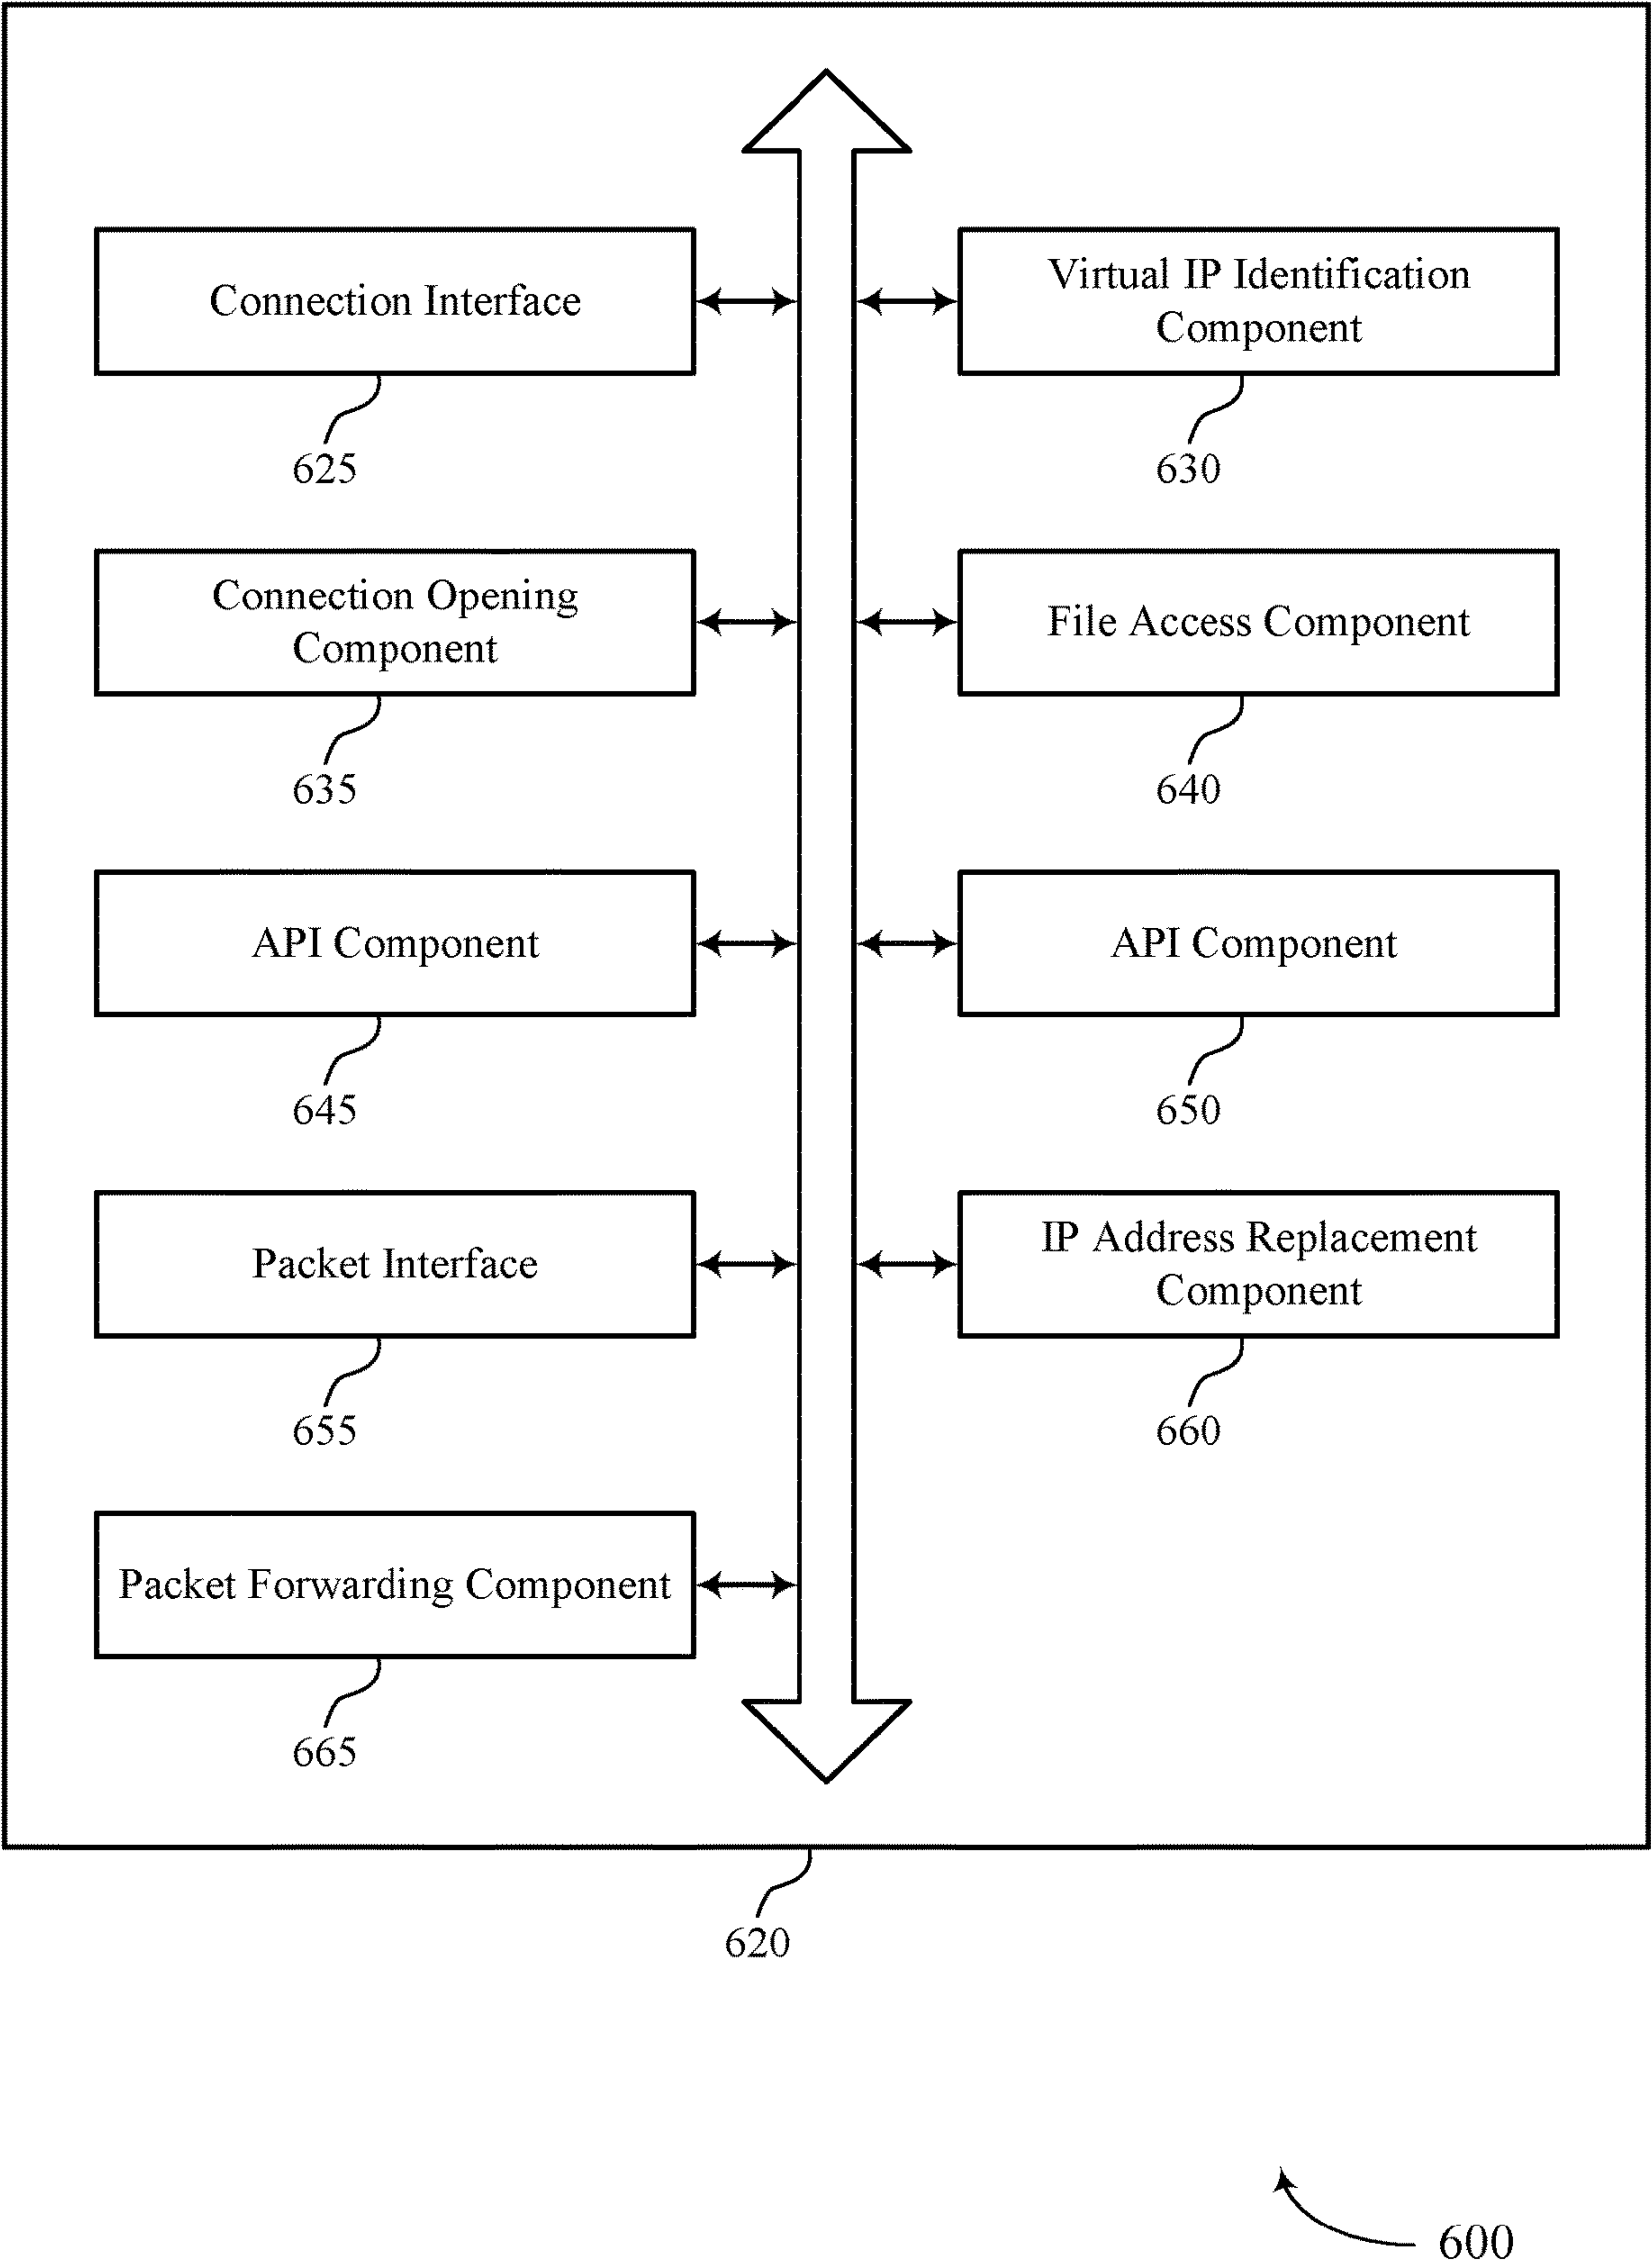 Connection Interface
625
Virtual IP Identification
Component
630
Connection Opening
Component
635
File Access Component
640
API Component
645
API Component
650
Packet Interface
655
IP Address Replacement
Component
660
Packet Forwarding Component
665
620
600